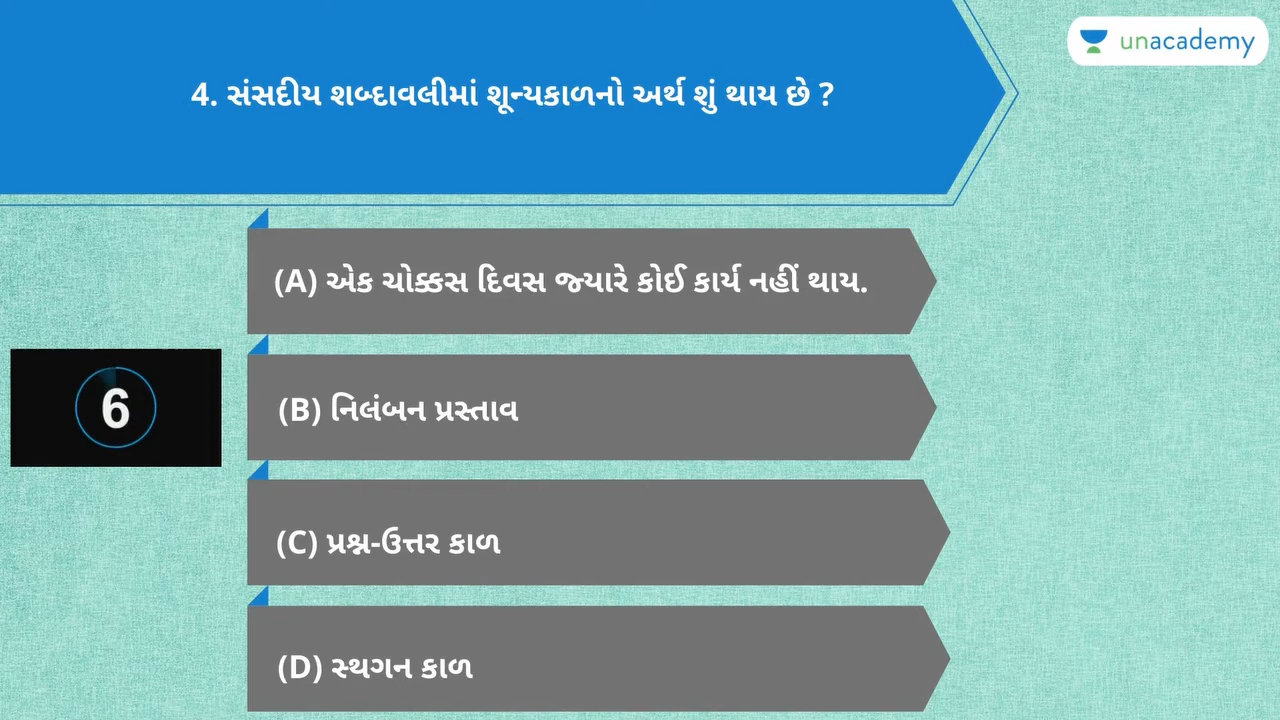 unacademy
4. સંસદીય શબ્દાવલીમાં શૂન્યકાળનો અર્થ શું થાય છે ?
(A) એક ચોક્કસ દિવસ જ્યારે કોઈ કાર્ય નહીં થાય.
6
(B) નિલંબન પ્રસ્તાવ
(C) પ્રશ્ન-ઉત્તર કાળ
(D) સ્થગન કાળ